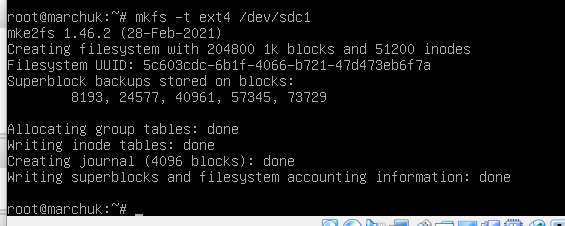 root@marchuk:~# mkfs -t ext4 /dev/sdc1
mke2fs 1.46.2 (28-Feb-2021)
Creating filesystem with 204800 1k blocks and 51200 inodes
Filesystem UUID: 5c603cdc-6b1f-4066-b721-47d473eb6f7a
Superblock backups stored on blocks:
8193, 24577, 40961, 57345, 73729
Allocating group tables: done
Writing inode tables: done
Creating journal (4096 blocks): done
Writing superblocks and filesystem accounting information: done
root@marchuk:~# _